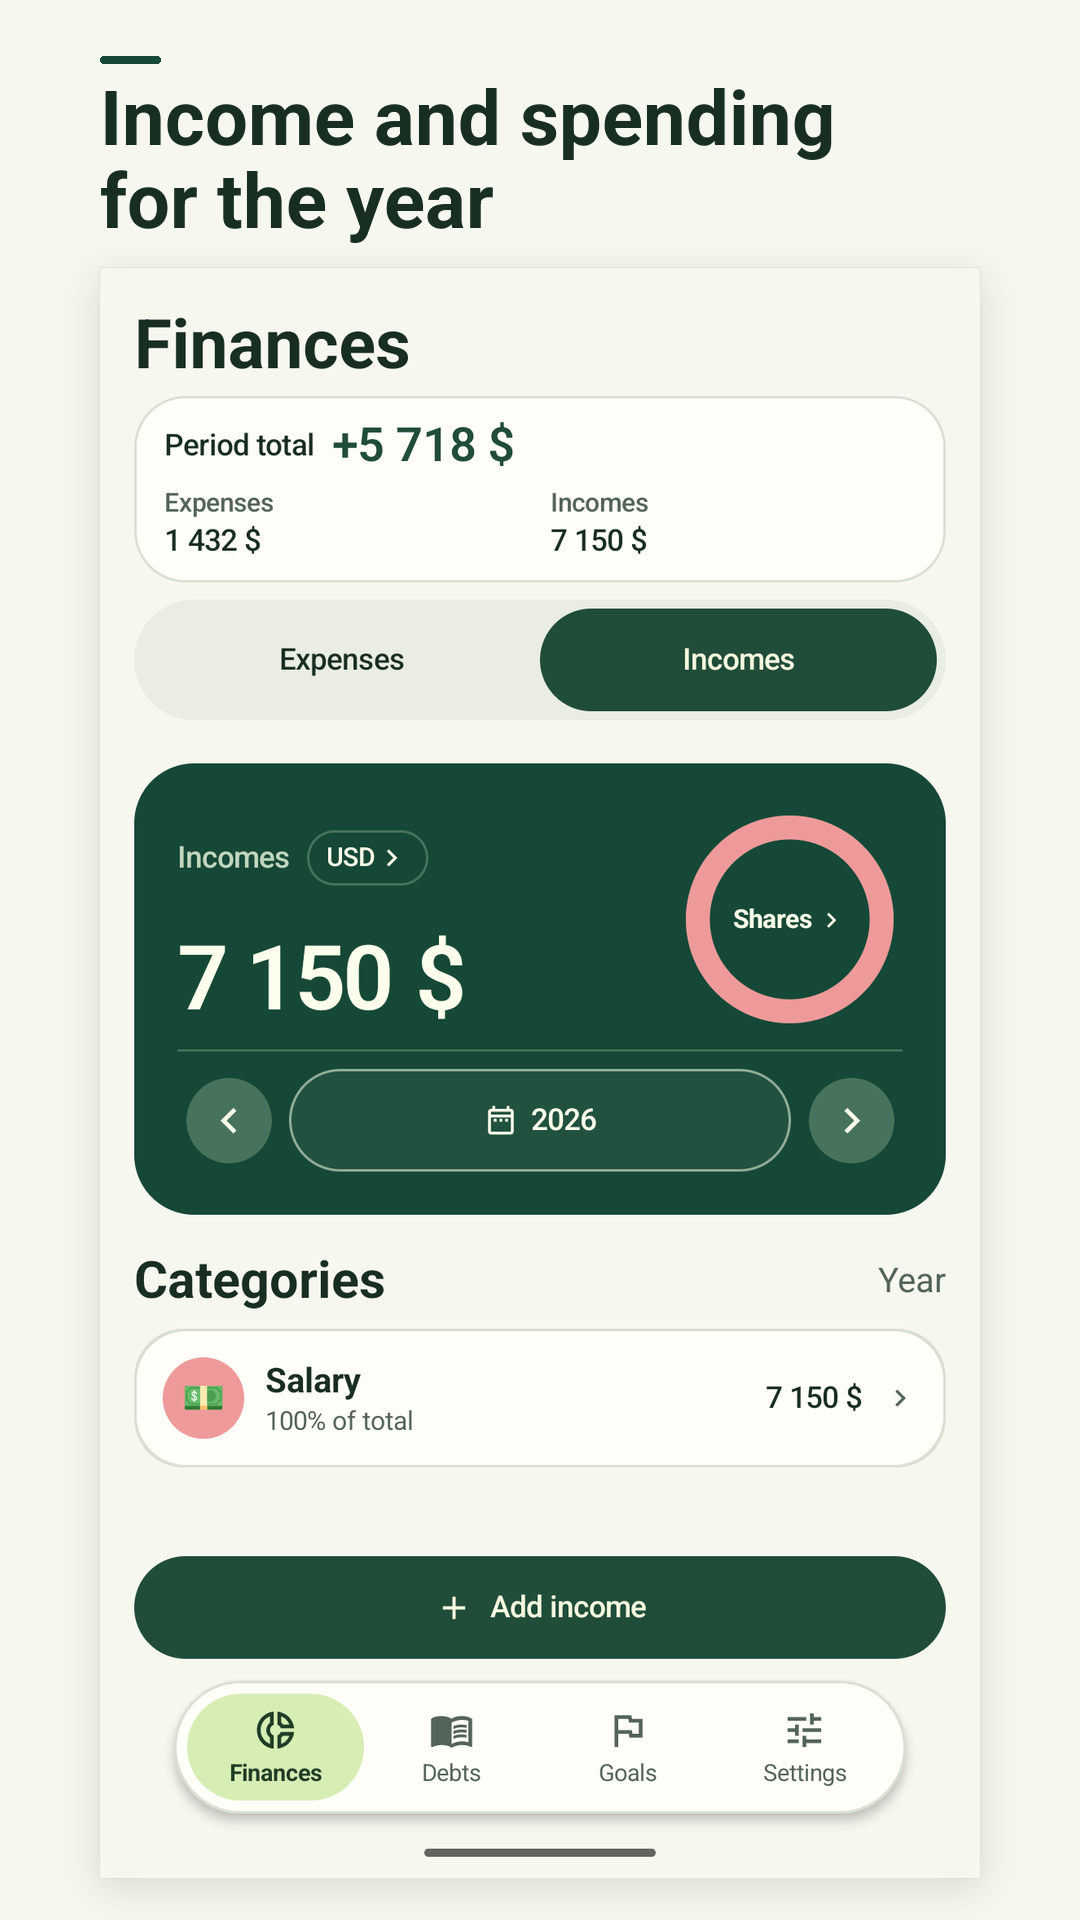 Income and spending
for the year
Finances
Period total +5 718 $
Expenses Incomes
1 432 $ 7 150 $
Expenses Incomes
Incomes USD
Shares
7 150 $
2026
Categories Year
Salary
100% of total
7 150 $
Add income
Finances Debts Goals Settings